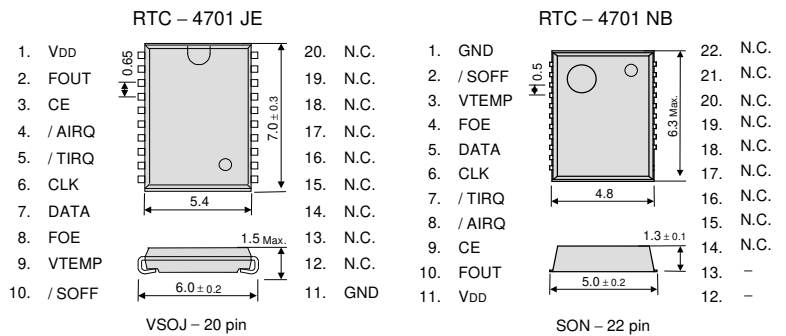 RTC – 4701 JE
1. VDD
2. FOUT
3. CE
4. / AIRQ
5. / TIRQ
6. CLK
7. DATA
8. FOE
9. VTEMP
10. / SOFF
0.65
7.0 ± 0.3
5.4
1.5 Max.
6.0 ± 0.2
20. N.C.
19. N.C.
18. N.C.
17. N.C.
16. N.C.
15. N.C.
14. N.C.
13. N.C.
12. N.C.
11. GND
VSOJ – 20 pin
RTC – 4701 NB
1. GND
2. / SOFF
3. VTEMP
4. FOE
5. DATA
6. CLK
7. / TIRQ
8. / AIRQ
9. CE
10. FOUT
11. VDD
0.5
6.3 Max.
4.8
1.3 ± 0.1
5.0 ± 0.2
22. N.C.
21. N.C.
20. N.C.
19. N.C.
18. N.C.
17. N.C.
16. N.C.
15. N.C.
14. N.C.
13. –
12. –
SON – 22 pin